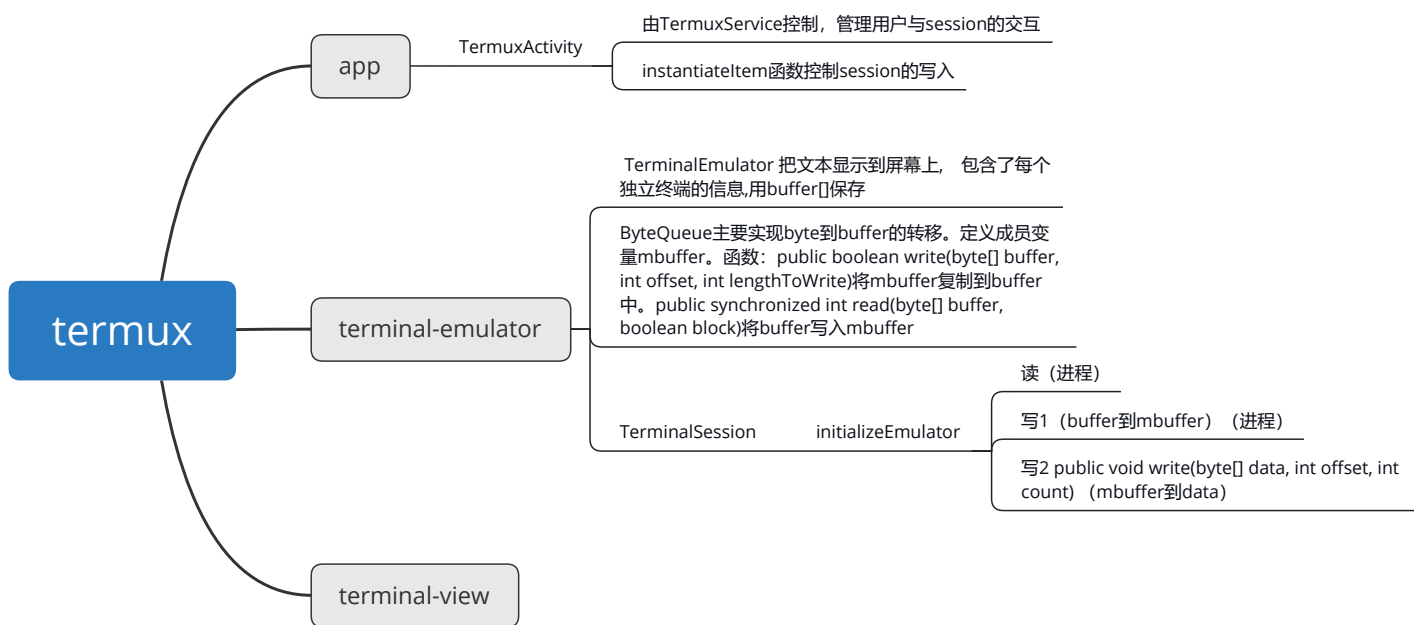 termux
app
TermuxActivity
由TermuxService控制，管理用户与session的交互
instantiateItem函数控制session的写入
terminal-emulator
TerminalEmulator 把文本显示到屏幕上， 包含了每个
独立终端的信息,用buffer[]保存
ByteQueue主要实现byte到buffer的转移。定义成员变
量mbuffer。函数：public boolean write(byte[] buffer,
int offset, int lengthToWrite)将mbuffer复制到buffer
中。public synchronized int read(byte[] buffer,
boolean block)将buffer写入mbuffer
TerminalSession
initializeEmulator
读（进程）
写1（buffer到mbuffer）（进程）
写2 public void write(byte[] data, int offset, int
count)（mbuffer到data）
terminal-view